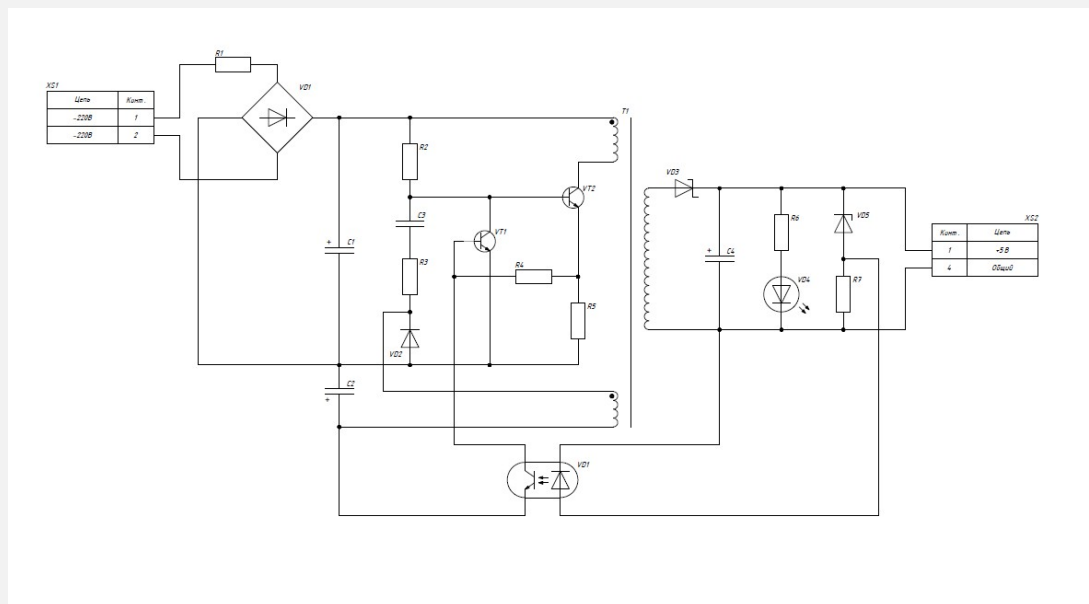 R1
XS1
VD1
Цепь Конт.
~220В 1
~220В 2
T1
R2
VD3
VT2
C3
R6
VD5
XS2
VT1
Конт. Цепь
C1
C4
1 +5В
R4
4 Общий
R3
VD4
R7
R5
VD2
C2
VD1
+
+
+